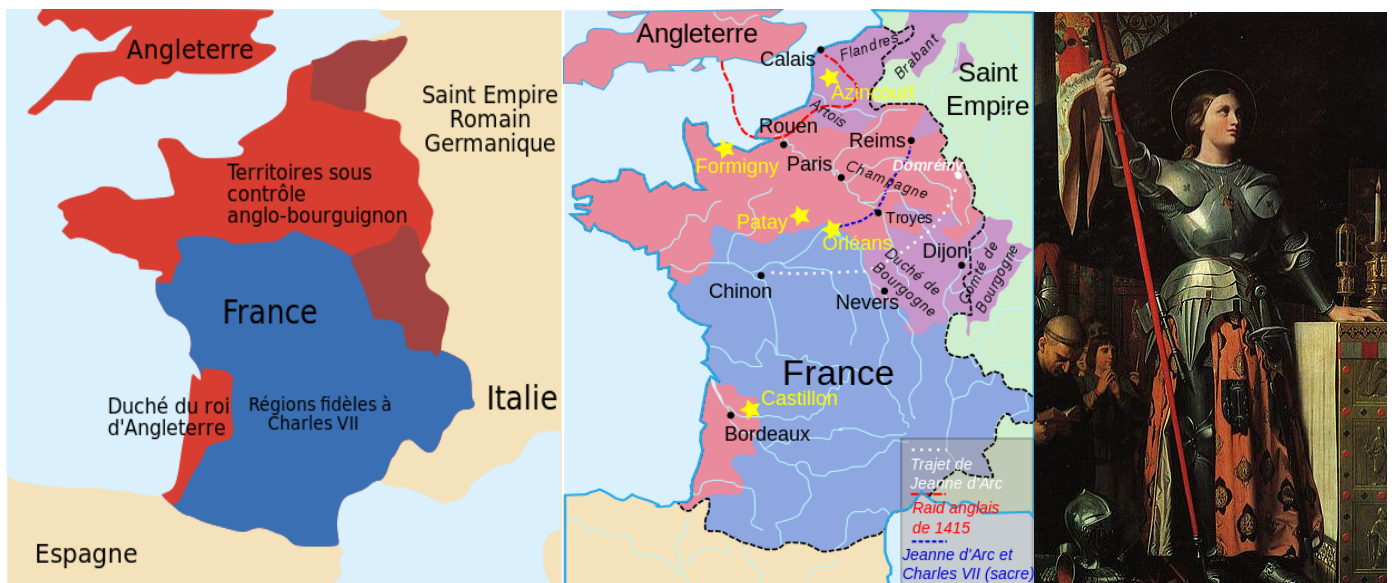 Angleterre
Saint Empire
Romain
Germanique
Territoires sous
contrôle
anglo-bourguignon
France
Duché du roi
d'Angleterre
Régions fidèles à
Charles VII
Italie
Espagne
Angleterre
Calais
Flandres
Brabant
Azincourt
Artois
Saint
Empire
Rouen
Reims
Formigny
Paris
Champagne
Domrémy
Patay
Troyes
Orléans
Dijon
Duché de
Bourgogne
Comté de
Bourgogne
Chinon
Nevers
France
Castillon
Bordeaux
Trajet de
Jeanne d'Arc
Raid anglais
de 1415
Jeanne d'Arc et
Charles VII (sacre)